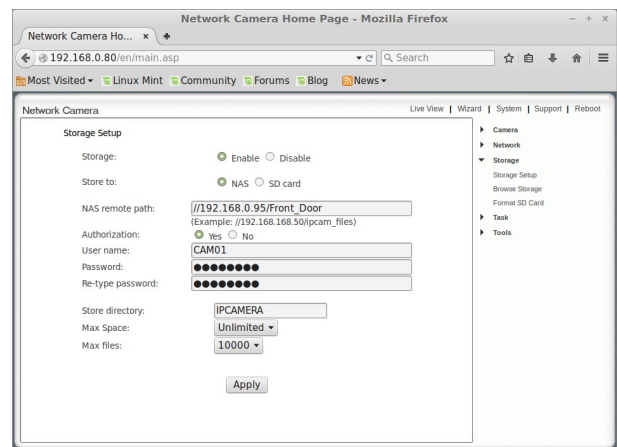 Network Camera Home Page - Mozilla Firefox
Network Camera Ho...
192.168.0.80/en/main.asp
Search
Most Visited
Linux Mint
Community
Forums
Blog
News
Network Camera
Live View | Wizard | System | Support | Reboot
Storage Setup
Storage: Enable Disable
Store to: NAS SD card
NAS remote path: //192.168.0.95/Front_Door
(Example: //192.168.168.50/ipcam_files)
Authorization: Yes No
User name: CAM01
Password: ●●●●●●●●
Re-type password: ●●●●●●●●
Store directory: IPCAMERA
Max Space: Unlimited
Max files: 10000
Apply
Camera
Network
Storage
Storage Setup
Browse Storage
Format SD Card
Task
Tools